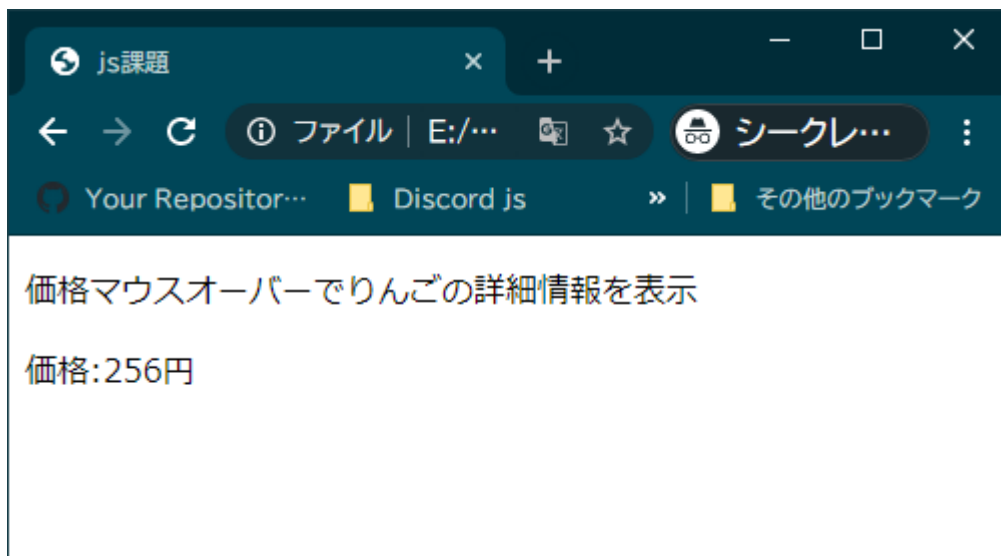 js課題
ファイル E:/…
シークレ…
Your Repositor…
Discord js
その他のブックマーク
価格マウスオーバーでりんごの詳細情報を表示
価格:256円